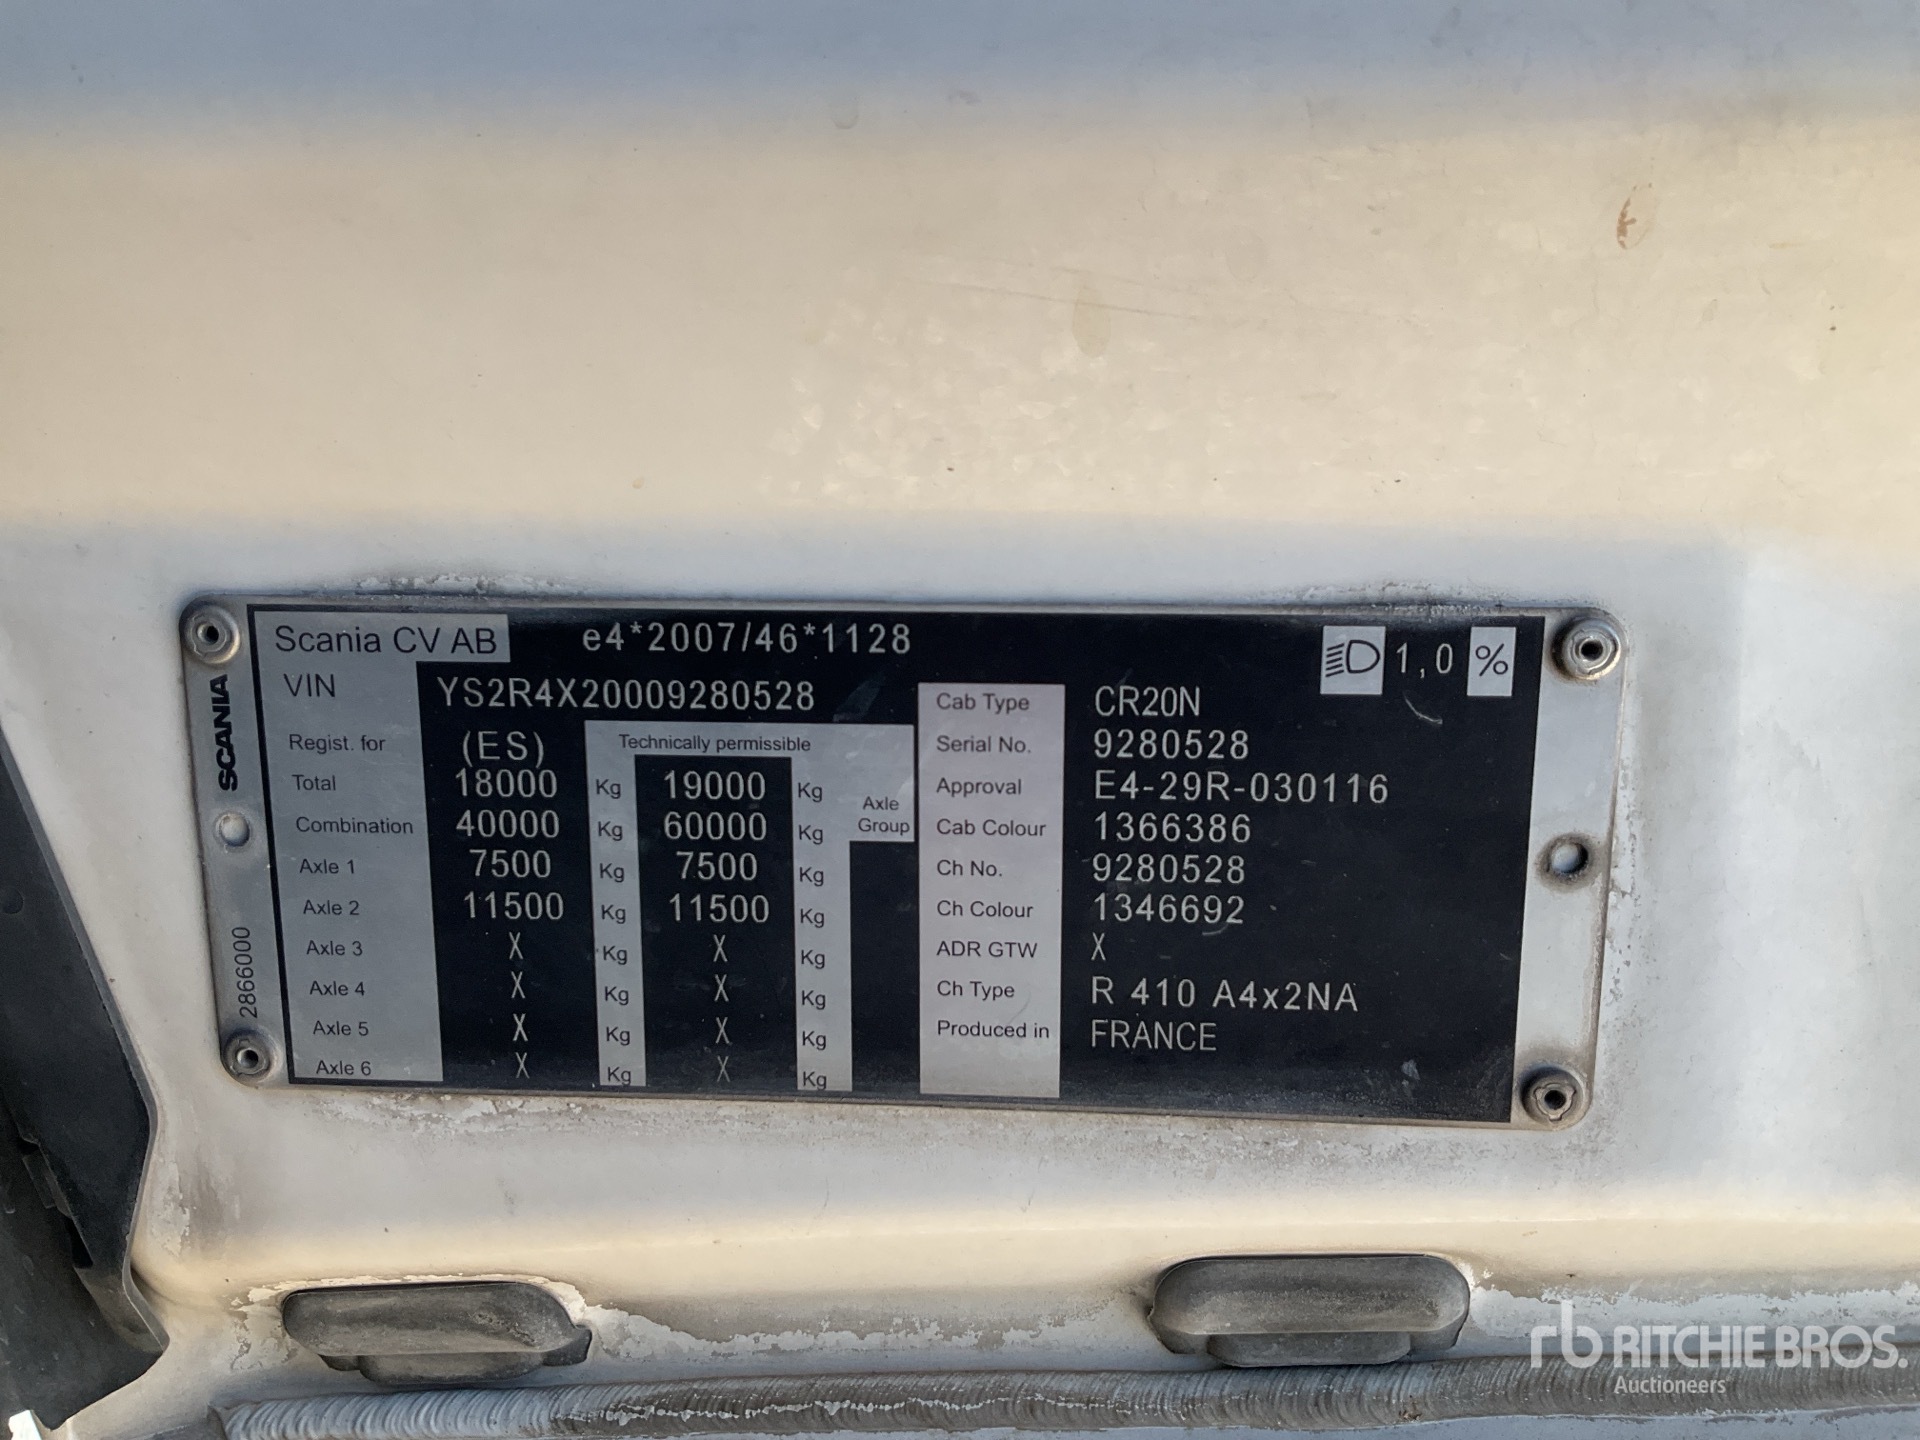 Scania CV AB e4*2007/46*1128 1,0 %
VIN YS2R4X20009280528
SCANIA
2866000
Regist. for (ES) Technically permissible
Total 18000 Kg 19000 Kg
Combination 40000 Kg 60000 Kg Axle Group
Axle 1 7500 Kg 7500 Kg
Axle 2 11500 Kg 11500 Kg
Axle 3 X Kg X Kg
Axle 4 X Kg X Kg
Axle 5 X Kg X Kg
Axle 6 X Kg X Kg
Cab Type CR20N
Serial No. 9280528
Approval E4-29R-030116
Cab Colour 1366386
Ch No. 9280528
Ch Colour 1346692
ADR GTW X
Ch Type R 410 A4x2NA
Produced in FRANCE
rb RITCHIE BROS.
Auctioneers